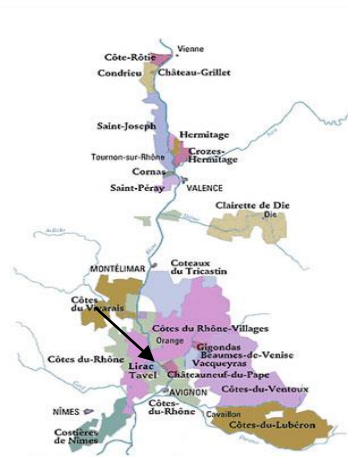 Vienne
Côte-Rôtie
Condrieu
Château-Grillet
Saint-Joseph
Hermitage
Crozes-
Hermitage
Tournon-sur-Rhône
Cornas
Saint-Péray
VALENCE
Clairette de Die
Die
Coteaux
du Tricastin
MONTÉLIMAR
Côtes
du Vivarais
Côtes du Rhône-Villages
Orange
Gigondas
Beaumes-de-Venise
Vacqueyras
Côtes du-Rhône
Lirac
Tavel
Châteauneuf-du-Pape
Côtes-du-Ventoux
AVIGNON
Côtes-
du-Rhône
NÎMES
Cavaillon
Côtes-du-Lubéron
Costières
de Nîmes